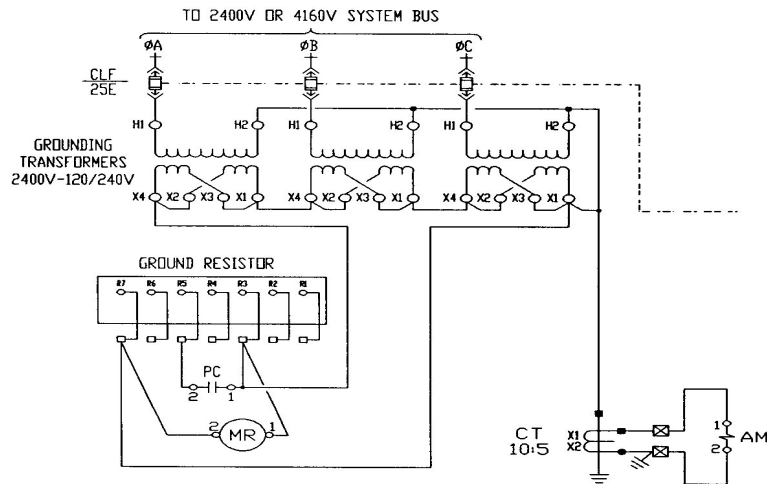 TO 2400V OR 4160V SYSTEM BUS
ØA ØB ØC
CLF
25E
H1 H2 H1 H2 H1 H2
GROUNDING
TRANSFORMERS
2400V-120/240V
X4 X2 X3 X1 X4 X2 X3 X1 X4 X2 X3 X1
GROUND RESISTOR
R7 R6 R5 R4 R3 R2 R1
PC
2 1
2 MR 1
CT
10:5
X1
X2
1
2
AM